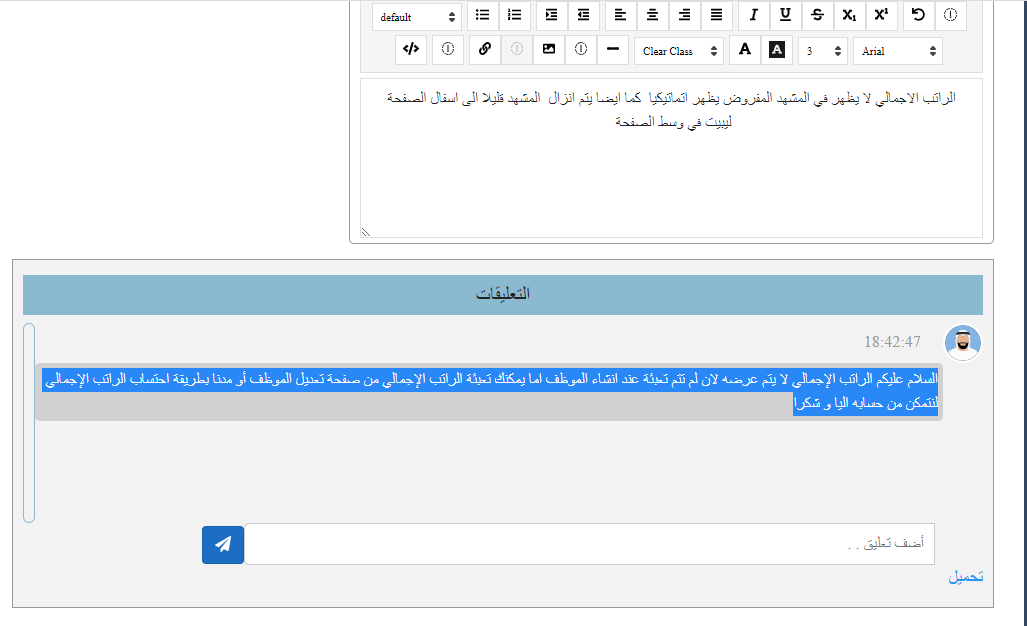 default
Clear Class
3
Arial
الراتب الاجمالي لا يظهر في المشهد المفروض يظهر اتماتيكيا كما ايضا يتم انزال المشهد قليلا الى اسفال الصفحة
ليبيت في وسط الصفحة
التعليقات
18:42:47
السلام عليكم الراتب الإجمالي لا يتم عرضه لان لم تتم تعبئة عند انشاء الموظف اما يمكنك تعبئة الراتب الإجمالي من صفحة تعديل الموظف أو مدنا بطريقة احتساب الراتب الإجمالي
لنتمكن من حسابه اليا و شكرا
أضف تعليق . .
تحميل